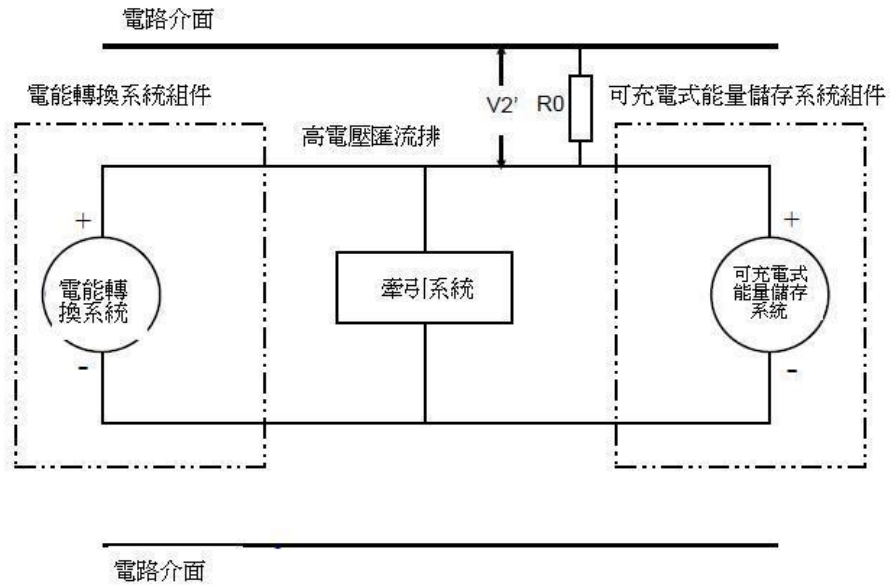 電路介面
電能轉換系統組件
V2'
R0
可充電式能量儲存系統組件
高電壓匯流排
+
+
電能轉
換系統
牽引系統
可充電式
能量儲存
系統
-
-
電路介面